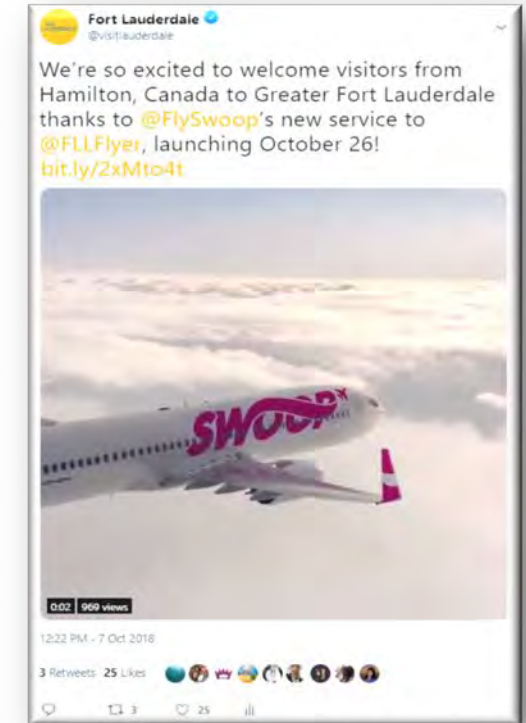 Fort Lauderdale
@visitlauderdale
We're so excited to welcome visitors from
Hamilton, Canada to Greater Fort Lauderdale
thanks to @FlySwoop's new service to
@FLLFlyer, launching October 26!
bit.ly/2xMto4t
SWOOP
0:02 969 views
12:22 PM - 7 Oct 2018
3 Retweets 25 Likes
3 25